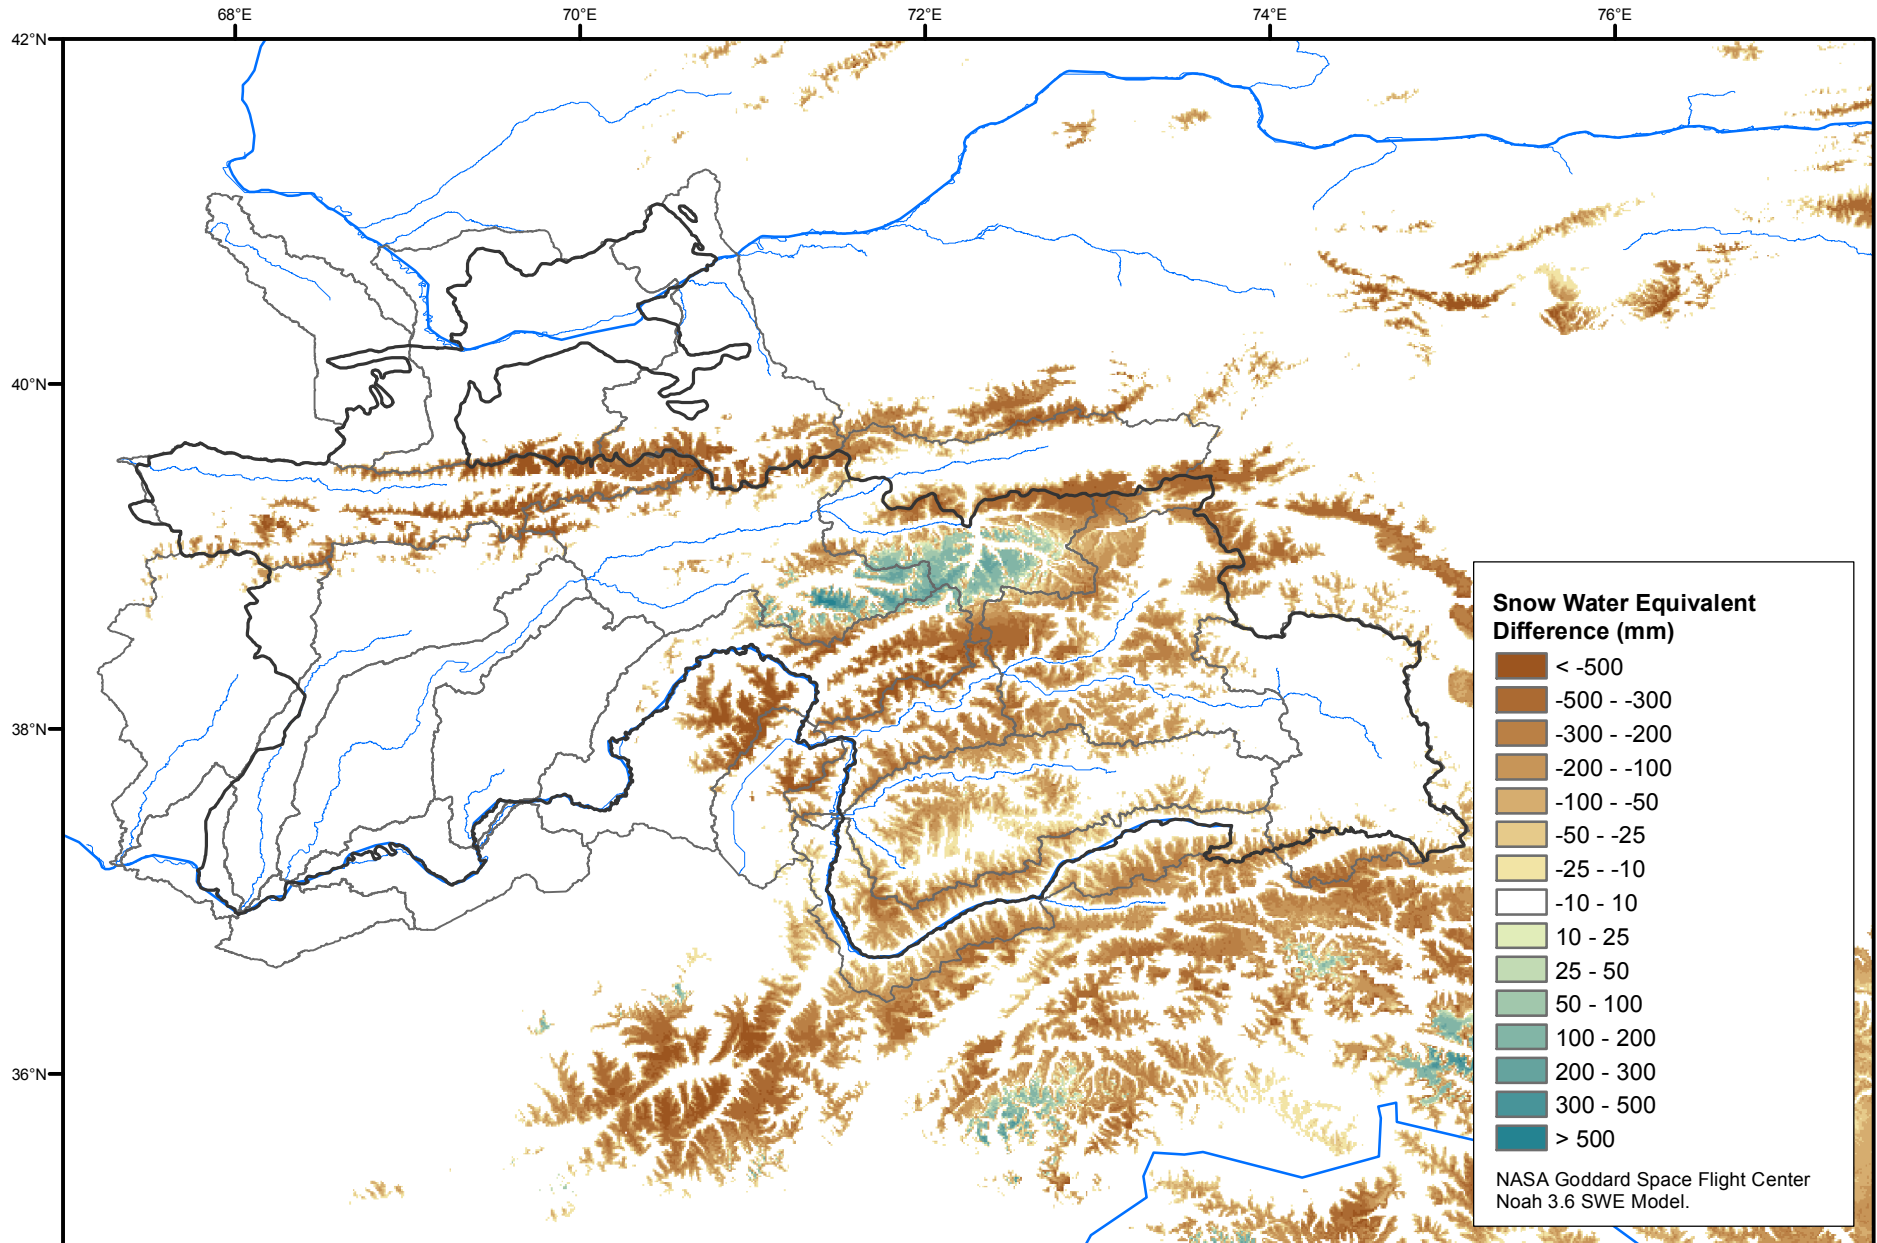 68°E
70°E
72°E
74°E
76°E
42°N
40°N
38°N
36°N
Snow Water Equivalent
Difference (mm)
< -500
-500 - -300
-300 - -200
-200 - -100
-100 - -50
-50 - -25
-25 - -10
-10 - 10
10 - 25
25 - 50
50 - 100
100 - 200
200 - 300
300 - 500
> 500
NASA Goddard Space Flight Center
Noah 3.6 SWE Model.